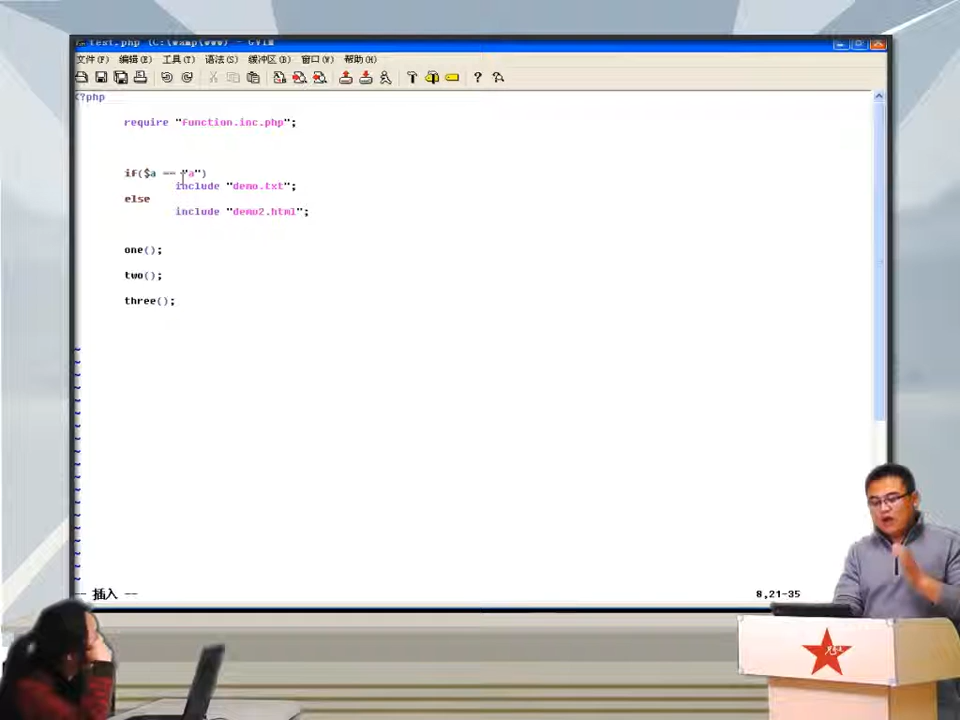 test.php (C:\wamp\www) - GVIM
文件(F) 编辑(E) 工具(T) 语法(S) 缓冲区(B) 窗口(W) 帮助(H)
<?php
require "function.inc.php";
if($a == "a")
include "demo.txt";
else
include "demo2.html";
one();
two();
three();
-- 插入 -- 8,21-35